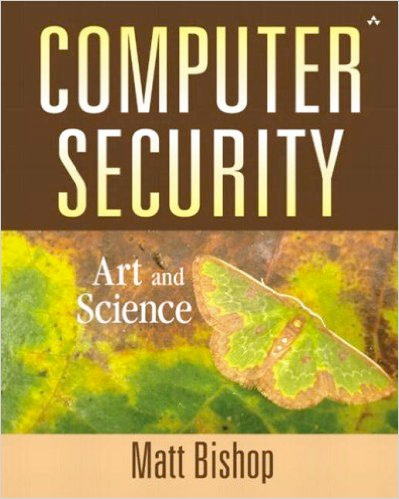 COMPUTER
SECURITY
Art and
Science
Matt Bishop